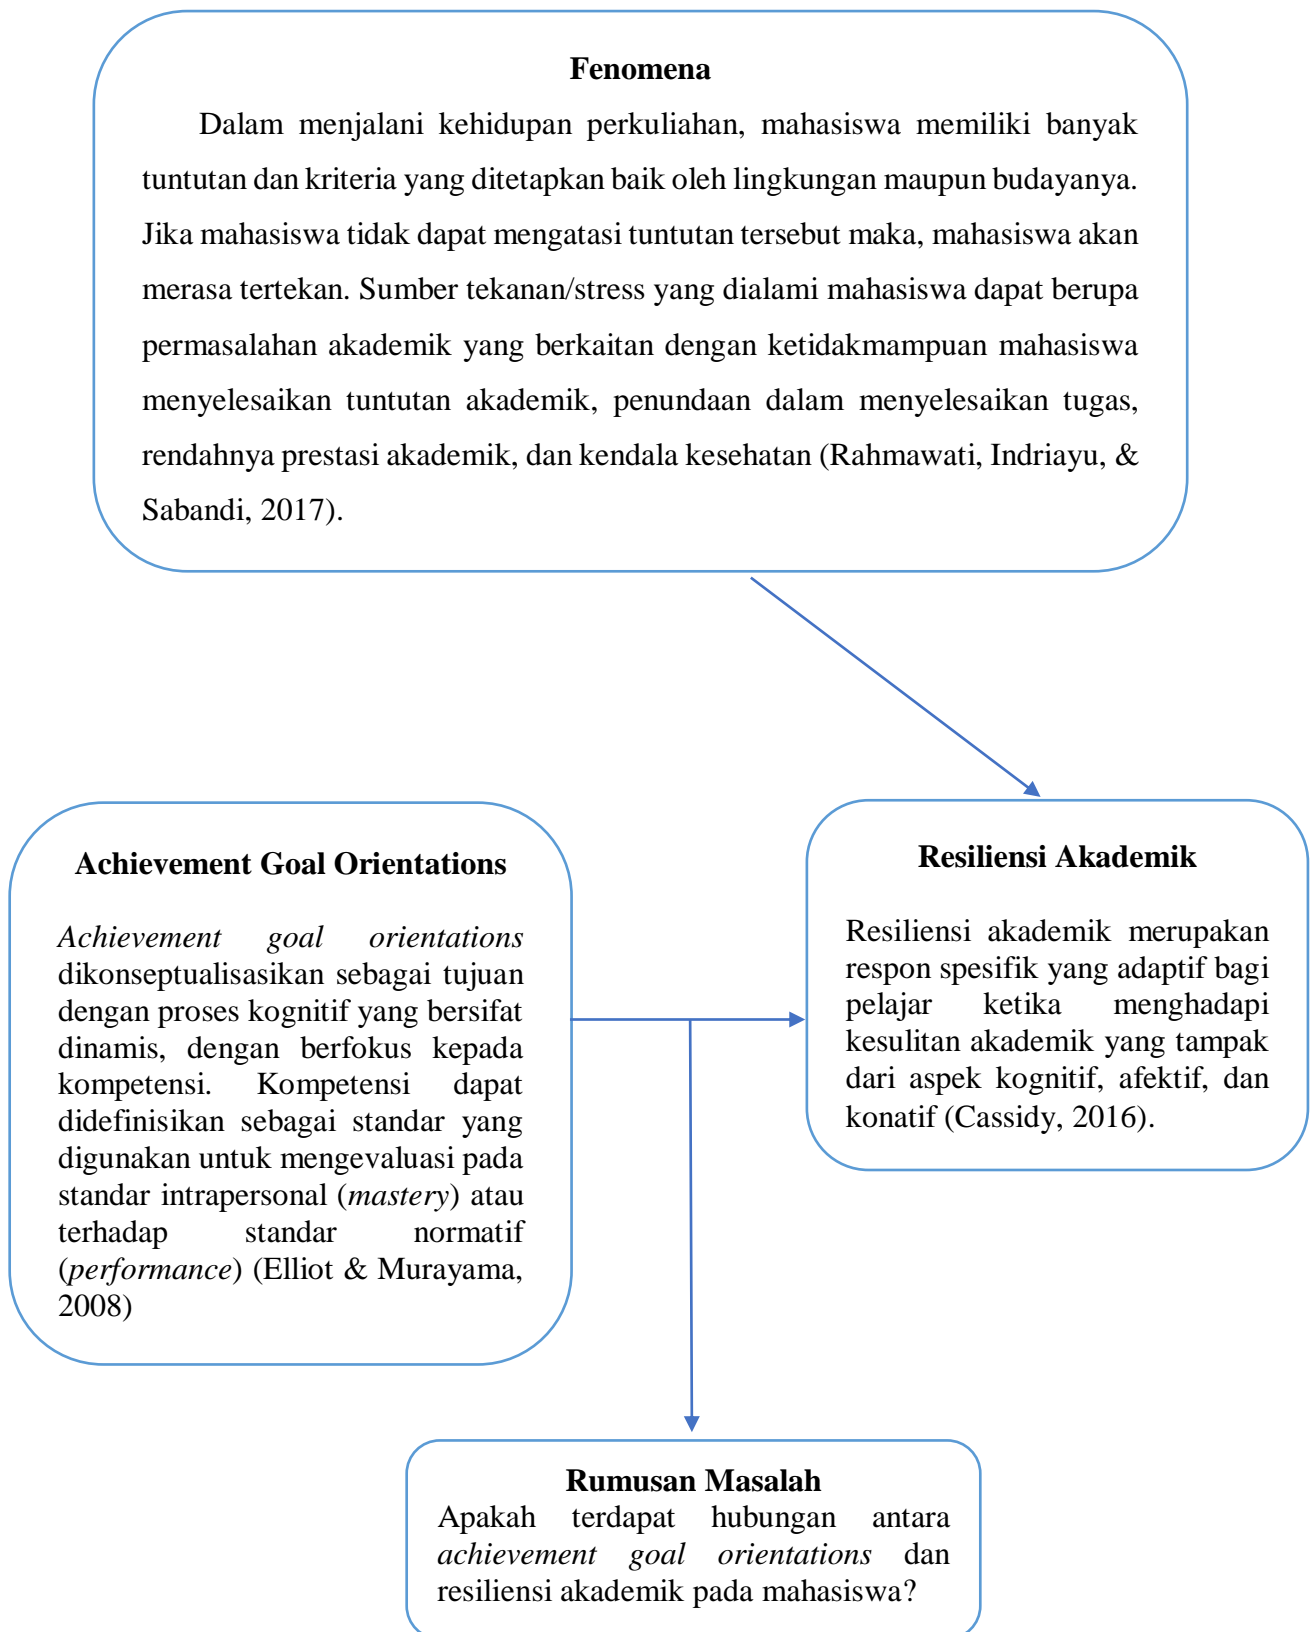 Fenomena
Dalam menjalani kehidupan perkuliahan, mahasiswa memiliki banyak
tuntutan dan kriteria yang ditetapkan baik oleh lingkungan maupun budayanya.
Jika mahasiswa tidak dapat mengatasi tuntutan tersebut maka, mahasiswa akan
merasa tertekan. Sumber tekanan/stress yang dialami mahasiswa dapat berupa
permasalahan akademik yang berkaitan dengan ketidakmampuan mahasiswa
menyelesaikan tuntutan akademik, penundaan dalam menyelesaikan tugas,
rendahnya prestasi akademik, dan kendala kesehatan (Rahmawati, Indriayu, &
Sabandi, 2017).
Achievement Goal Orientations
Achievement goal orientations
dikonseptualisasikan sebagai tujuan
dengan proses kognitif yang bersifat
dinamis, dengan berfokus kepada
kompetensi. Kompetensi dapat
didefinisikan sebagai standar yang
digunakan untuk mengevaluasi pada
standar intrapersonal (mastery) atau
terhadap standar normatif
(performance) (Elliot & Murayama,
2008)
Resiliensi Akademik
Resiliensi akademik merupakan
respon spesifik yang adaptif bagi
pelajar ketika menghadapi
kesulitan akademik yang tampak
dari aspek kognitif, afektif, dan
konatif (Cassidy, 2016).
Rumusan Masalah
Apakah terdapat hubungan antara
achievement goal orientations dan
resiliensi akademik pada mahasiswa?